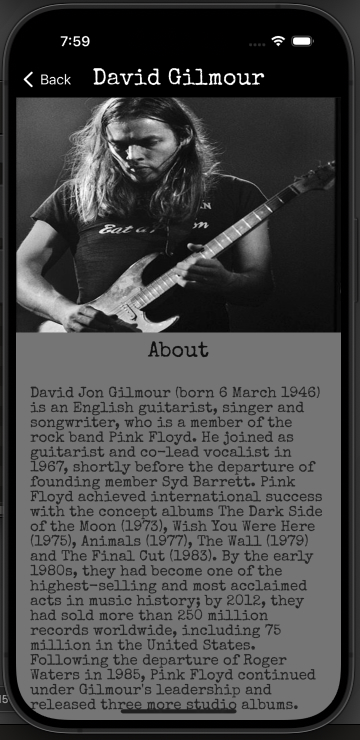 7:59
Back
David Gilmour
Eat a
About
David Jon Gilmour (born 6 March 1946)
is an English guitarist, singer and
songwriter, who is a member of the
rock band Pink Floyd. He joined as
guitarist and co-lead vocalist in
1967, shortly before the departure of
founding member Syd Barrett. Pink
Floyd achieved international success
with the concept albums The Dark Side
of the Moon (1973), Wish You Were Here
(1975), Animals (1977), The Wall (1979)
and The Final Cut (1983). By the early
1980s, they had become one of the
highest-selling and most acclaimed
acts in music history; by 2012, they
had sold more than 250 million
records worldwide, including 75
million in the United States.
Following the departure of Roger
Waters in 1985, Pink Floyd continued
under Gilmour's leadership and
released three more studio albums.